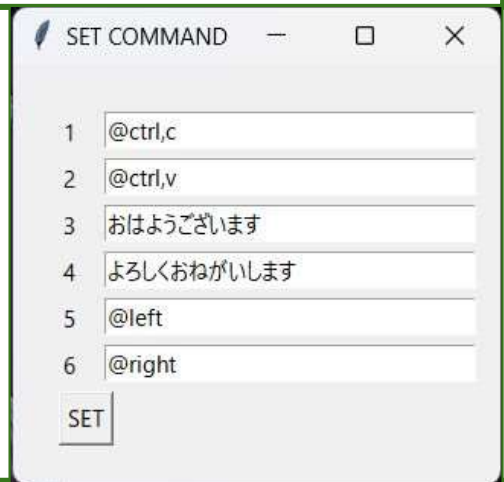 SET COMMAND
1 @ctrl,c
2 @ctrl,v
3 おはようございます
4 よろしくおねがいします
5 @left
6 @right
SET